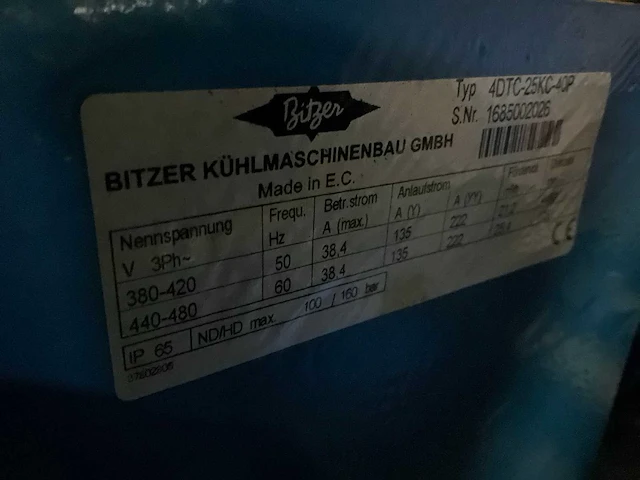 Bitzer
Typ 4DTC-25KC-40P
S.Nr. 1685002026
BITZER KÜHLMASCHINENBAU GMBH
Made in E.C.
Nennspannung Frequ. Betr.strom Anlaufstrom
V 3Ph~ Hz A (max.) A (Y) A (YY)
380-420 50 38,4 135 222
440-480 60 38,4 135 222
IP 65 ND/HD max. 100 / 160 bar
CE